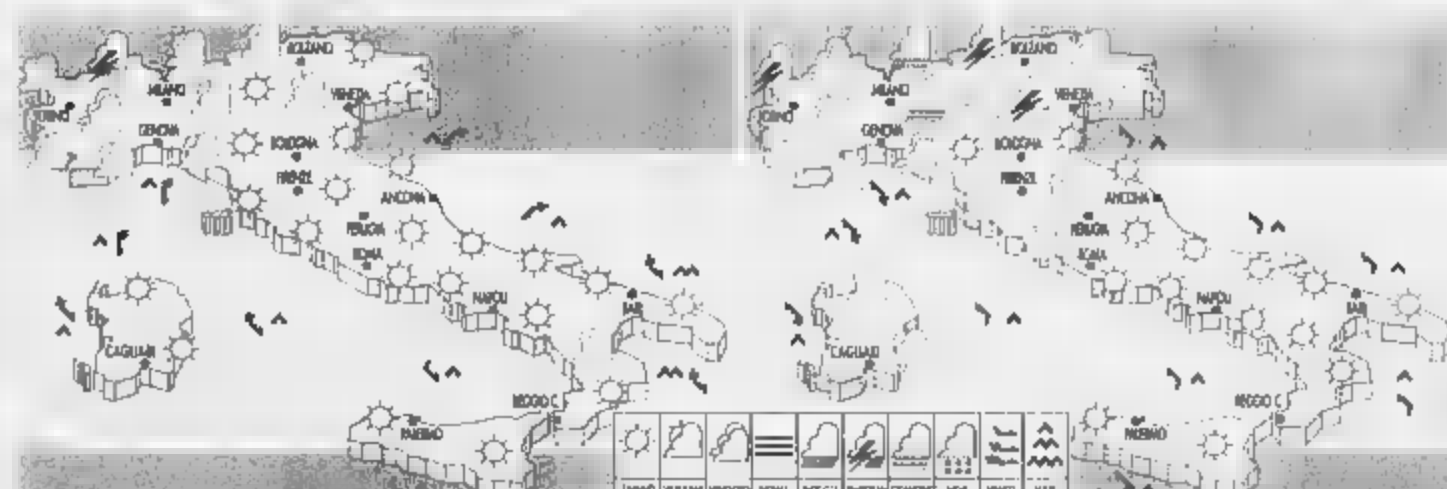 BOLZANO
MILANO
VENEZIA
TORINO
GENOVA
BOLOGNA
FIRENZE
ANCONA
PERUGIA
ROMA
NAPOLI
BARI
CAGLIARI
REGGIO C.
PALERMO
BOLZANO
MILANO
VENEZIA
TORINO
GENOVA
BOLOGNA
FIRENZE
ANCONA
PERUGIA
ROMA
NAPOLI
BARI
CAGLIARI
REGGIO C.
PALERMO